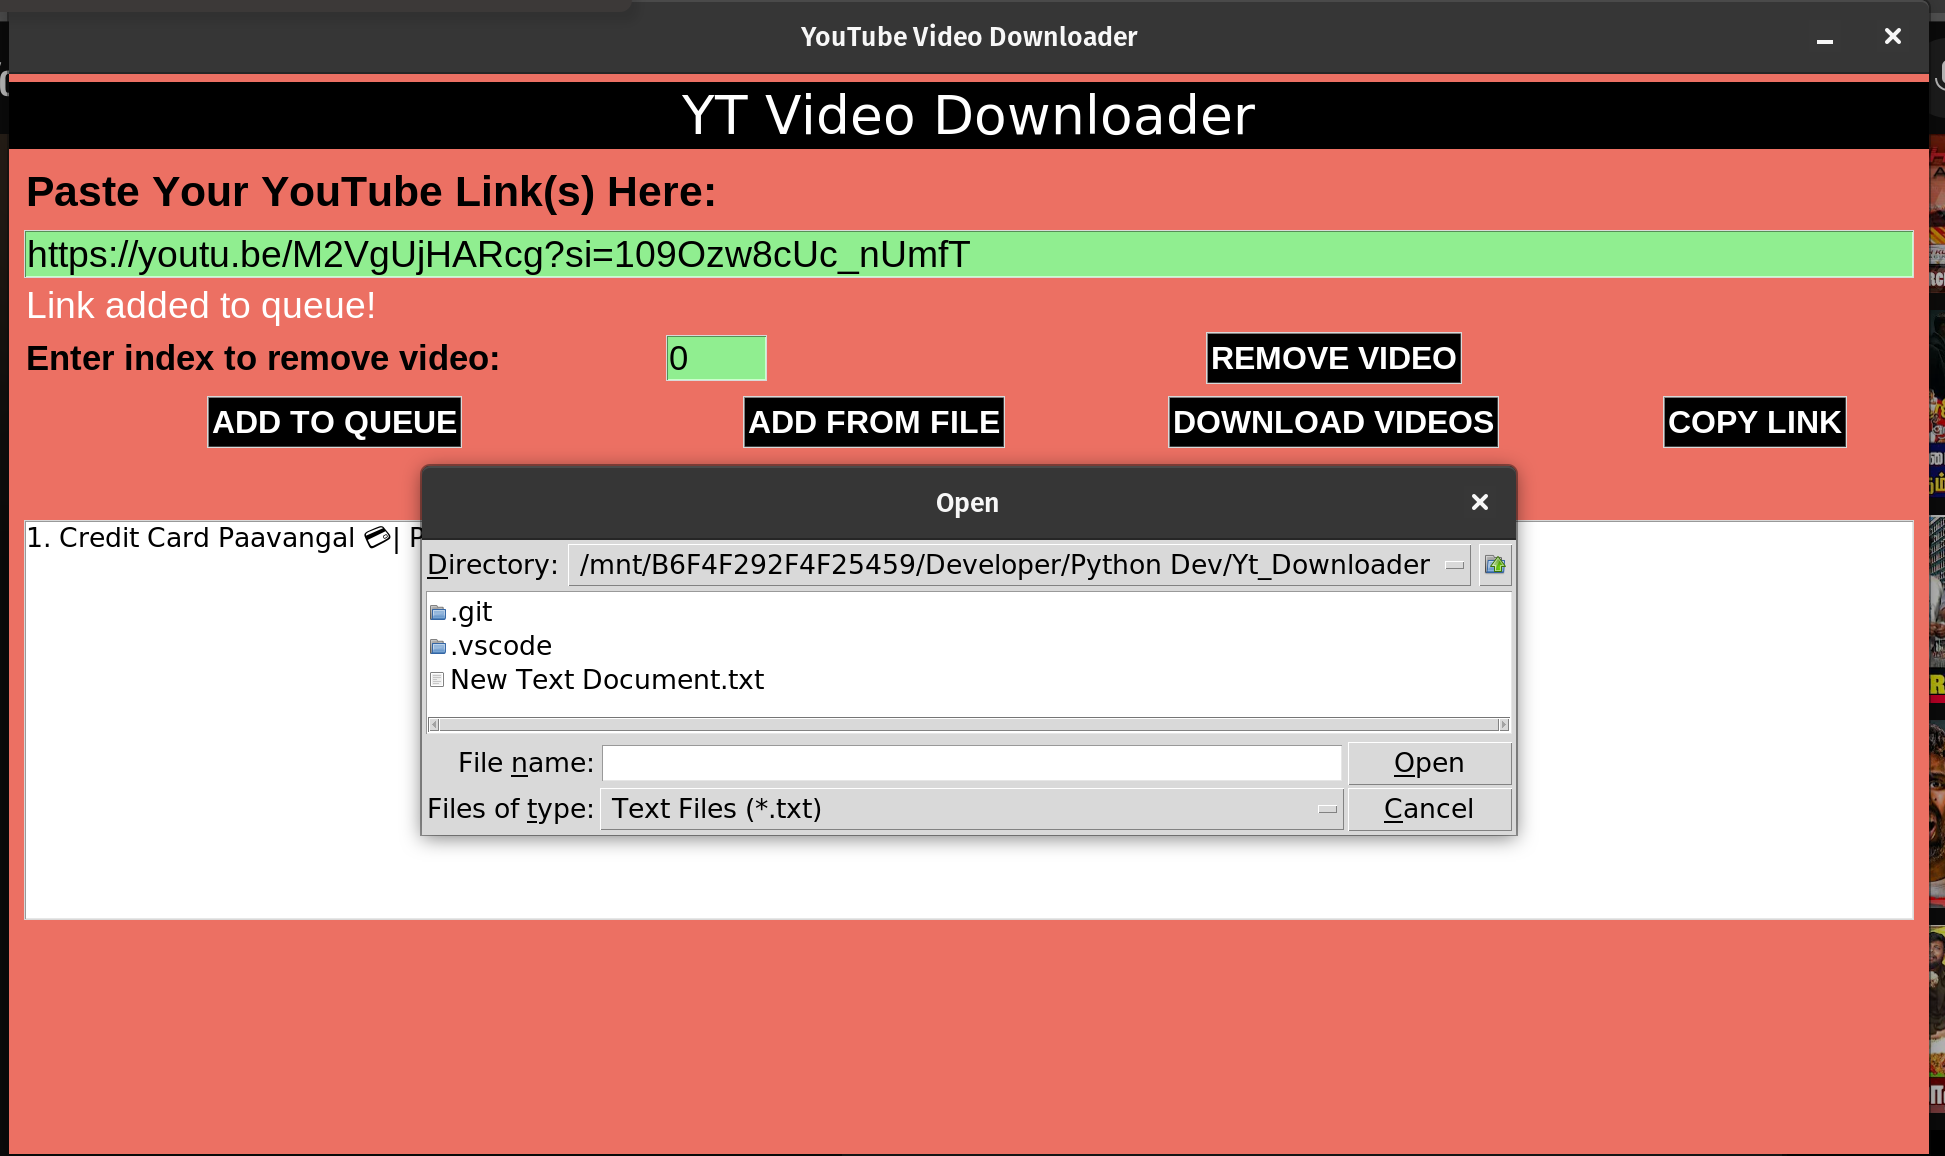 YouTube Video Downloader
YT Video Downloader
Paste Your YouTube Link(s) Here:
https://youtu.be/M2VgUjHARcg?si=109Ozw8cUc_nUmfT
Link added to queue!
Enter index to remove video:
0
REMOVE VIDEO
ADD TO QUEUE
ADD FROM FILE
DOWNLOAD VIDEOS
COPY LINK
1. Credit Card Paavangal 💳| P
Open
Directory:
/mnt/B6F4F292F4F25459/Developer/Python Dev/Yt_Downloader
.git
.vscode
New Text Document.txt
File name:
Open
Files of type:
Text Files (*.txt)
Cancel